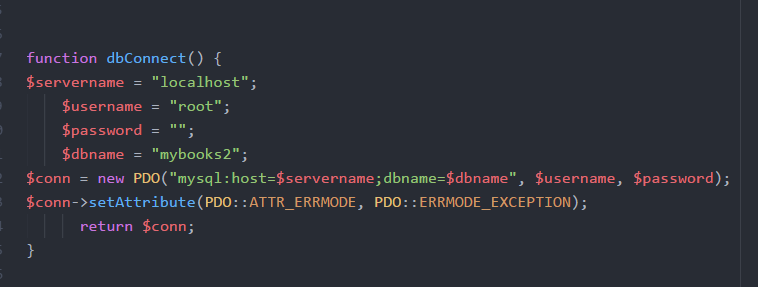 function dbConnect() {
$servername = "localhost";
$username = "root";
$password = "";
$dbname = "mybooks2";
$conn = new PDO("mysql:host=$servername;dbname=$dbname", $username, $password);
$conn->setAttribute(PDO::ATTR_ERRMODE, PDO::ERRMODE_EXCEPTION);
return $conn;
}